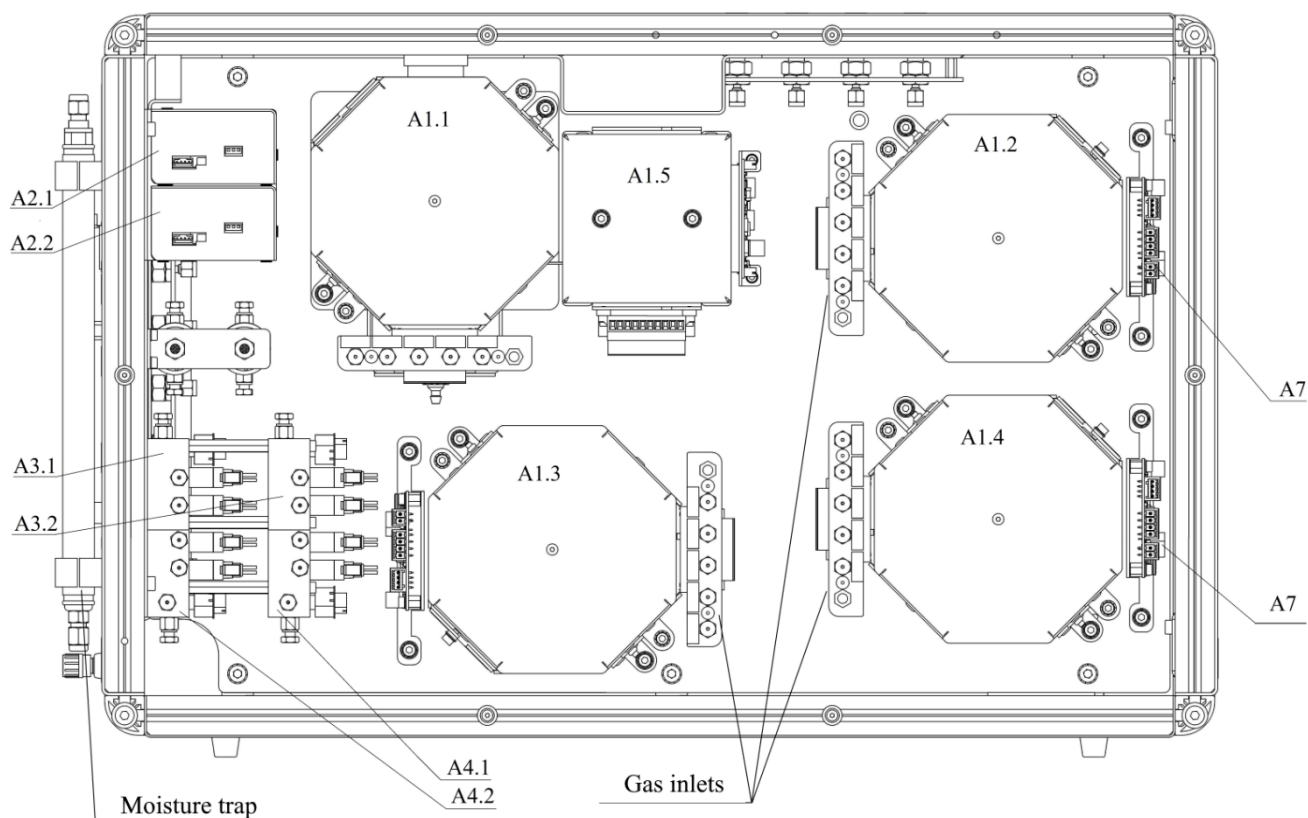 A1.1
A1.2
A1.5
A2.1
A2.2
A7
A1.4
A3.1
A1.3
A3.2
A7
A4.1
Gas inlets
A4.2
Moisture trap